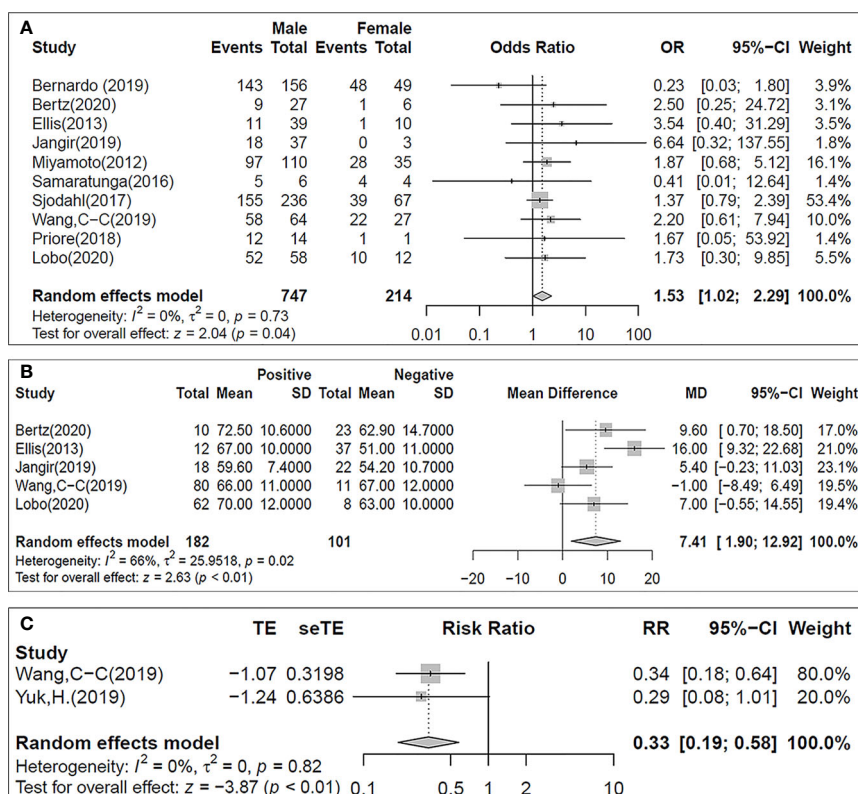 A
Male Female
Study Events Total Events Total Odds Ratio OR 95%−CI Weight
Bernardo (2019) 143 156 48 49 0.23 [0.03; 1.80] 3.9%
Bertz(2020) 9 27 1 6 2.50 [0.25; 24.72] 3.1%
Ellis(2013) 11 39 1 10 3.54 [0.40; 31.29] 3.5%
Jangir(2019) 18 37 0 3 6.64 [0.32; 137.55] 1.8%
Miyamoto(2012) 97 110 28 35 1.87 [0.68; 5.12] 16.1%
Samaratunga(2016) 5 6 4 4 0.41 [0.01; 12.64] 1.4%
Sjodahl(2017) 155 236 39 67 1.37 [0.79; 2.39] 53.4%
Wang,C−C(2019) 58 64 22 27 2.20 [0.61; 7.94] 10.0%
Priore(2018) 12 14 1 1 1.67 [0.05; 53.92] 1.4%
Lobo(2020) 52 58 10 12 1.73 [0.30; 9.85] 5.5%
Random effects model 747 214 1.53 [1.02; 2.29] 100.0%
Heterogeneity: I² = 0%, τ² = 0, p = 0.73
Test for overall effect: z = 2.04 (p = 0.04)
0.01 0.1 0 1 10 100
B
Positive Negative
Study Total Mean SD Total Mean SD Mean Difference MD 95%−CI Weight
Bertz(2020) 10 72.50 10.6000 23 62.90 14.7000 9.60 [ 0.70; 18.50] 17.0%
Ellis(2013) 12 67.00 10.0000 37 51.00 11.0000 16.00 [ 9.32; 22.68] 21.0%
Jangir(2019) 18 59.60 7.4000 22 54.20 10.7000 5.40 [−0.23; 11.03] 23.1%
Wang,C−C(2019) 80 66.00 11.0000 11 67.00 12.0000 −1.00 [−8.49; 6.49] 19.5%
Lobo(2020) 62 70.00 12.0000 8 63.00 10.0000 7.00 [−0.55; 14.55] 19.4%
Random effects model 182 101 7.41 [ 1.90; 12.92] 100.0%
Heterogeneity: I² = 66%, τ² = 25.9518, p = 0.02
Test for overall effect: z = 2.63 (p < 0.01)
−20 −10 0 10 20
C
TE seTE Risk Ratio RR 95%−CI Weight
Study
Wang,C−C(2019) −1.07 0.3198 0.34 [0.18; 0.64] 80.0%
Yuk,H.(2019) −1.24 0.6386 0.29 [0.08; 1.01] 20.0%
Random effects model 0.33 [0.19; 0.58] 100.0%
Heterogeneity: I² = 0%, τ² = 0, p = 0.82
Test for overall effect: z = −3.87 (p < 0.01)
0.1 0.5 1 2 10